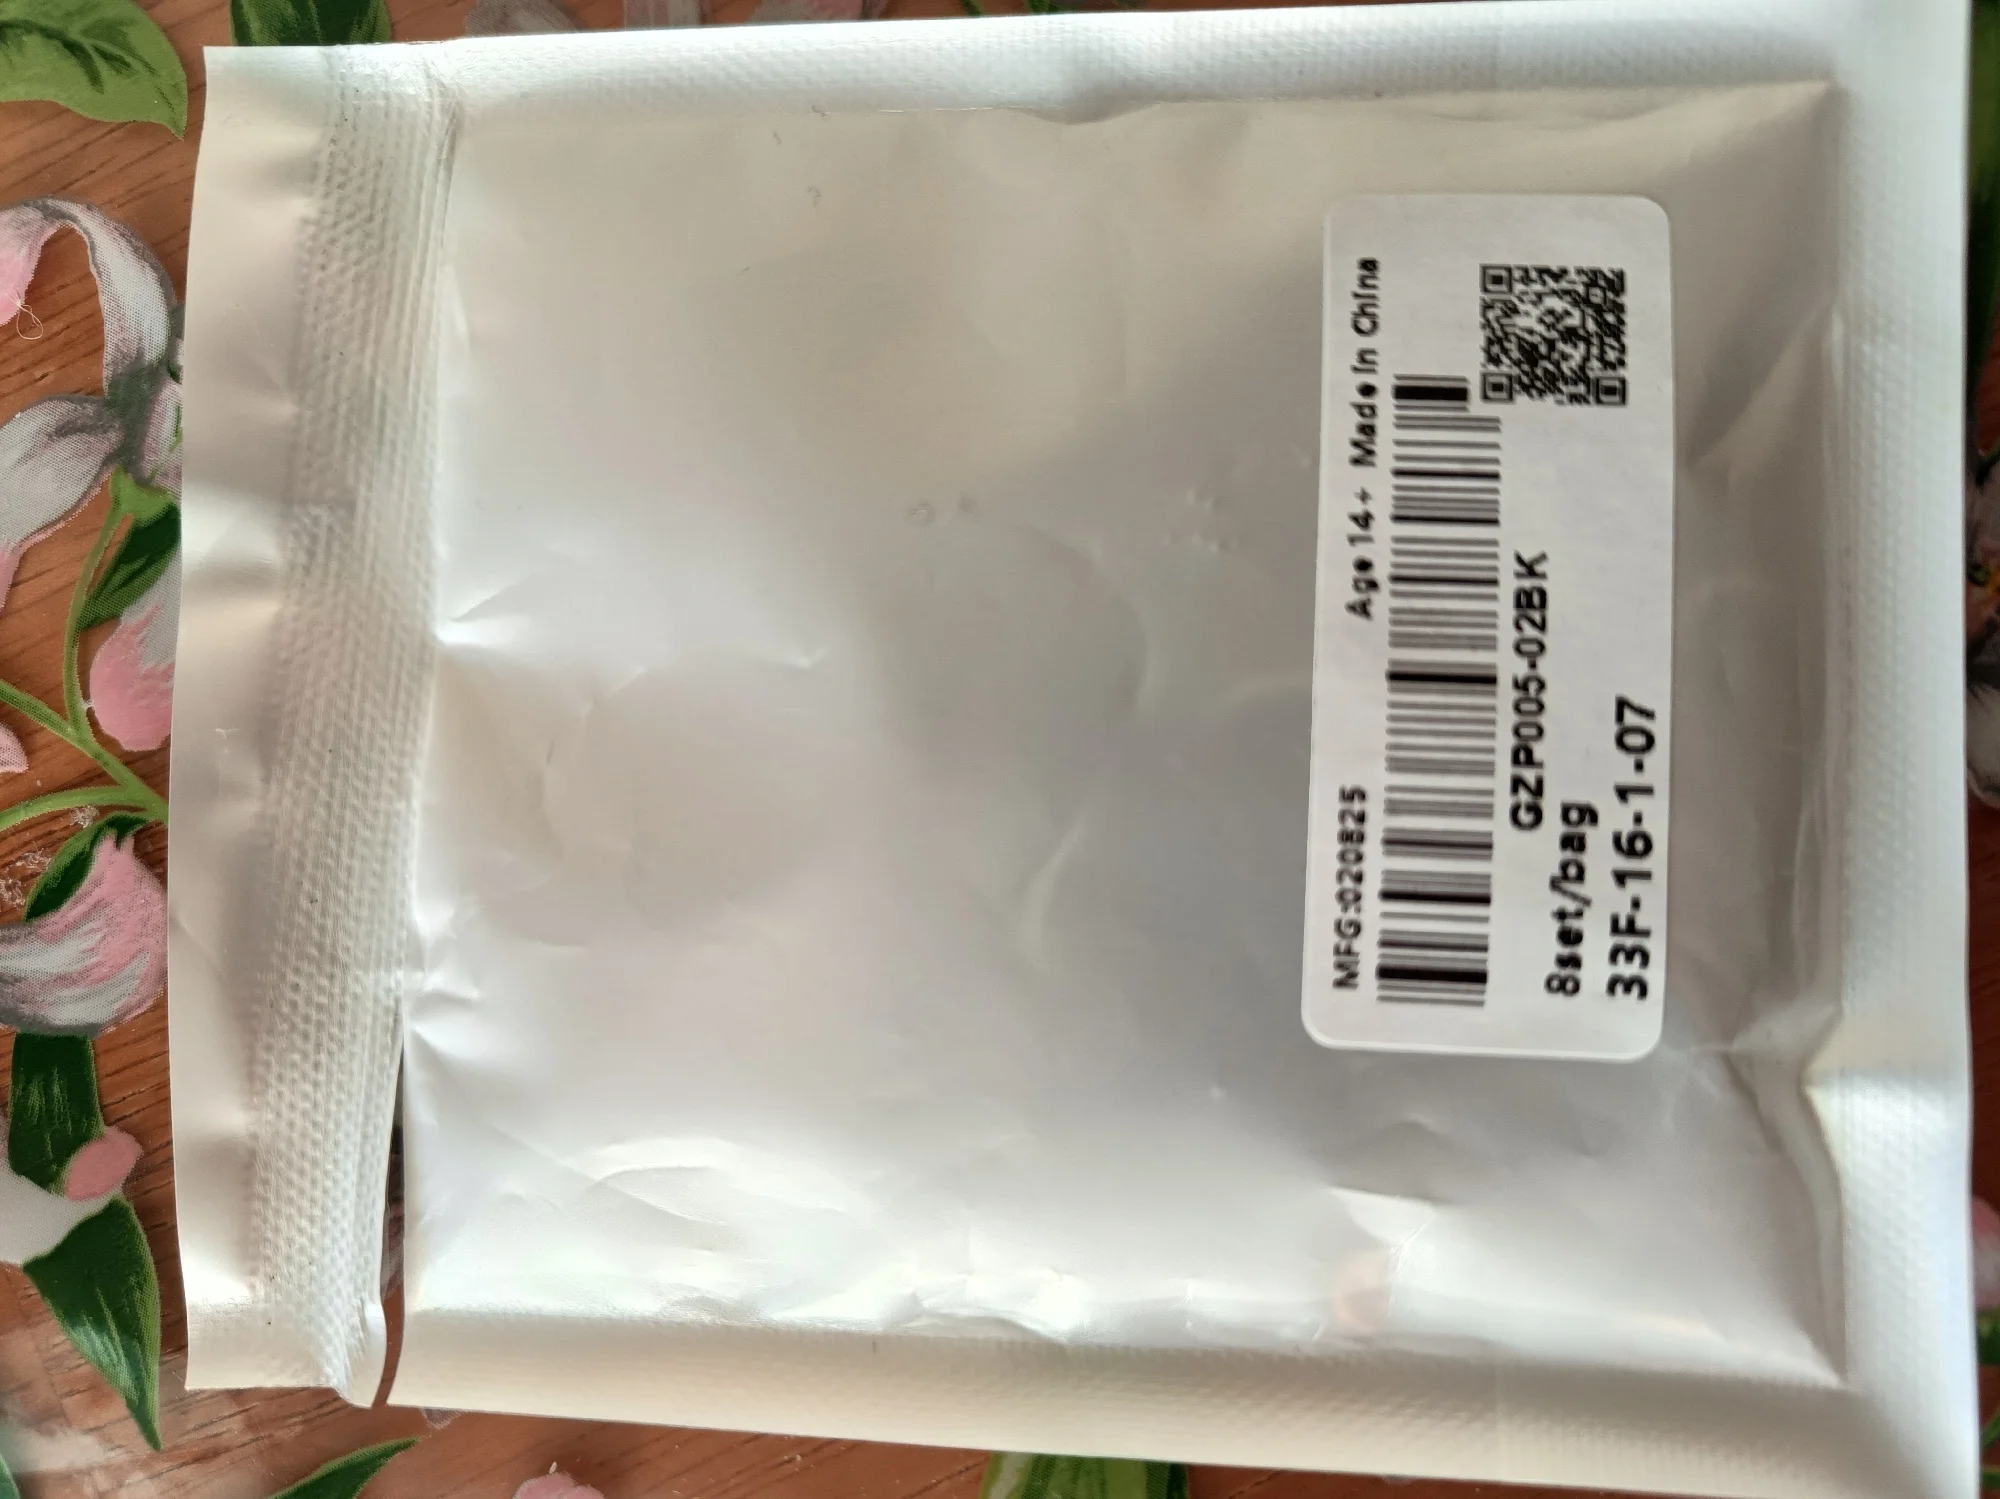 MFG:020825 Age 14+ Made In China
GZP005-02BK
8set/bag
33F-16-1-07